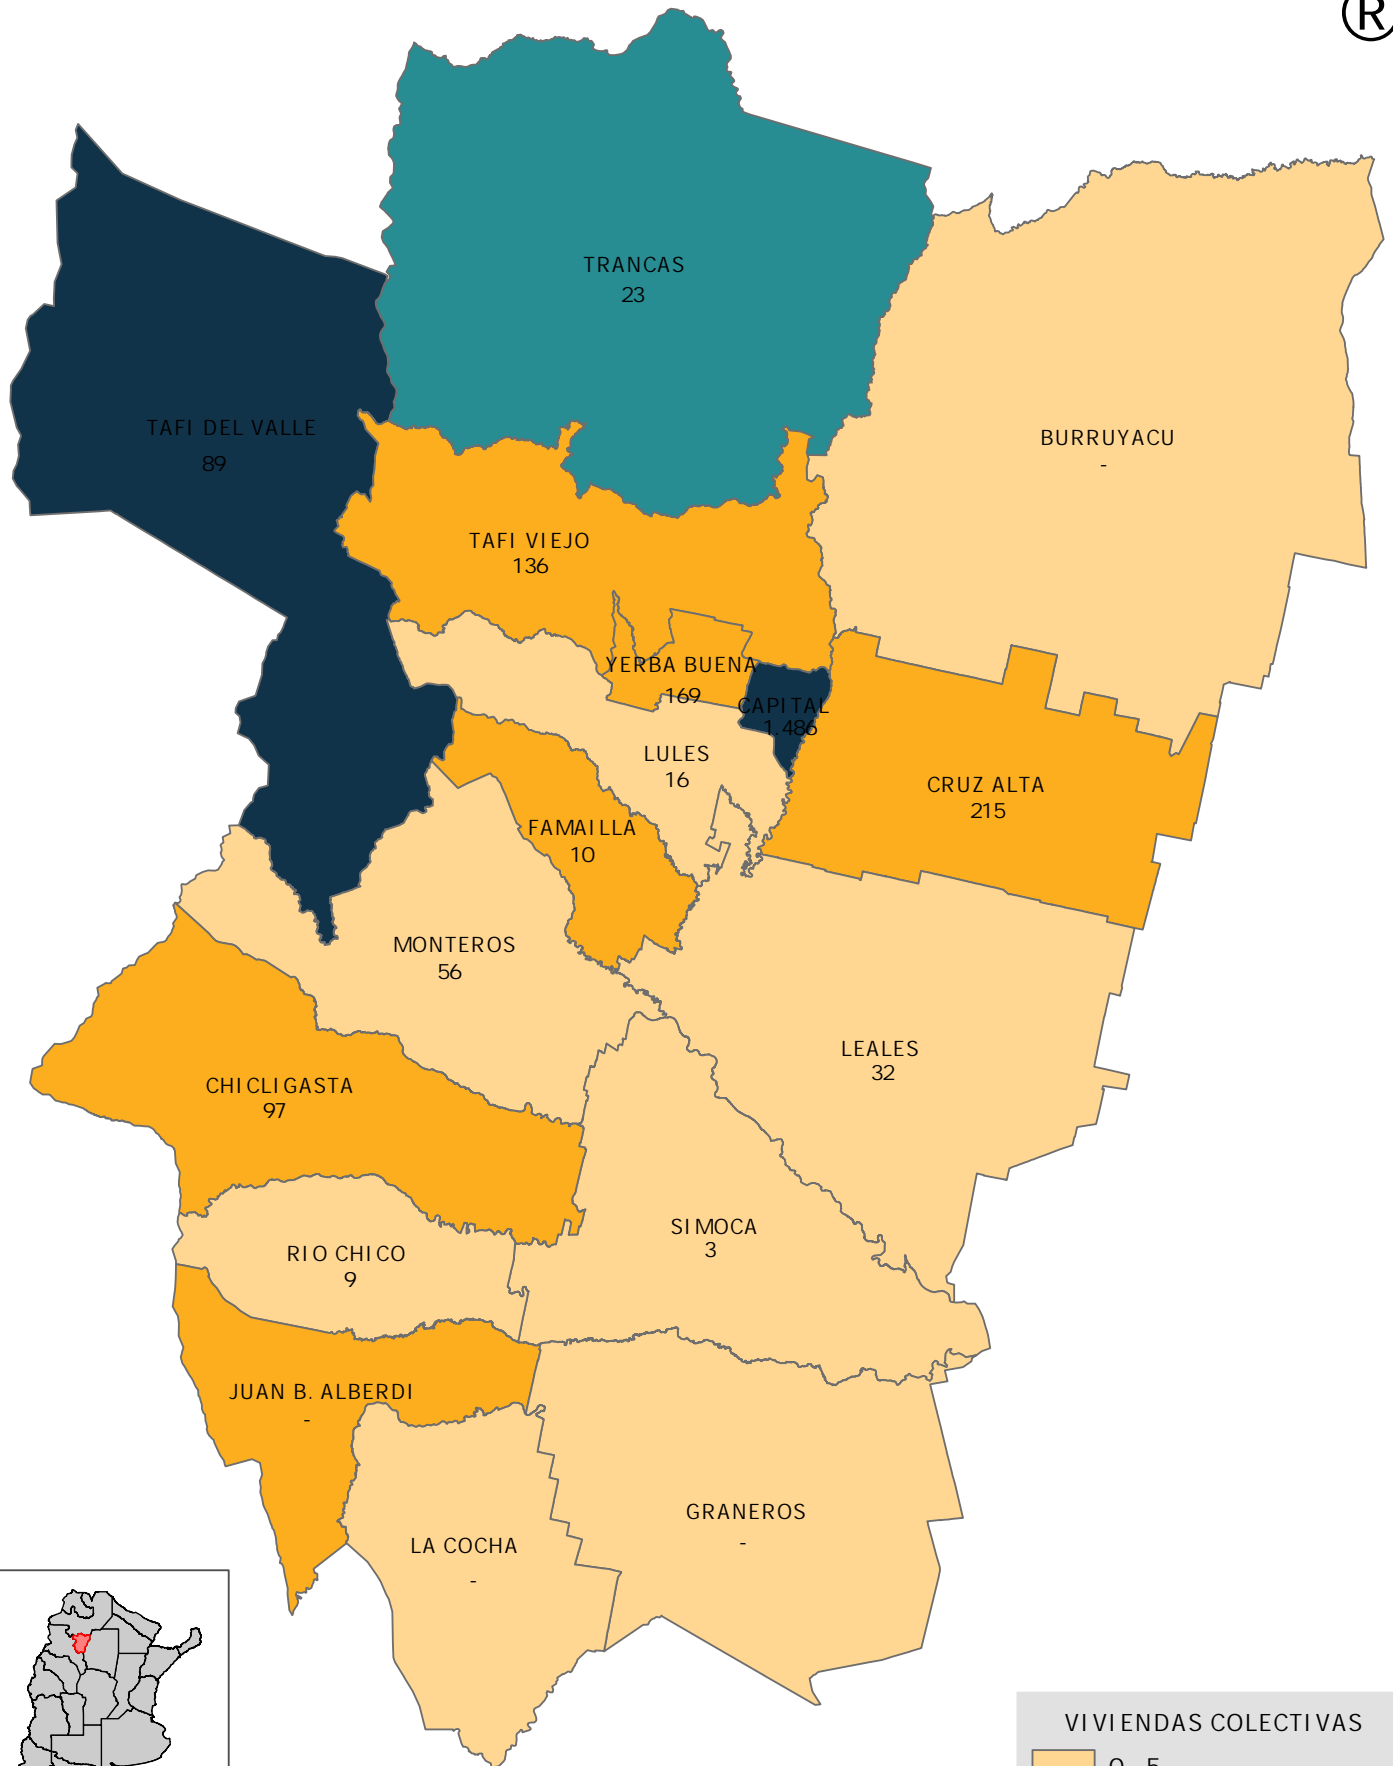 ®
TRANCAS
23
TAFI DEL VALLE
89
BURRUYACU
-
TAFI VIEJO
136
YERBA BUENA
169
CAPITAL
1.486
LULES
16
CRUZ ALTA
215
FAMAILLA
10
MONTEROS
56
LEALES
32
CHICLIGASTA
97
SIMOCA
3
RIO CHICO
9
JUAN B. ALBERDI
-
GRANEROS
-
LA COCHA
-
VIVIENDAS COLECTIVAS
0 - 5